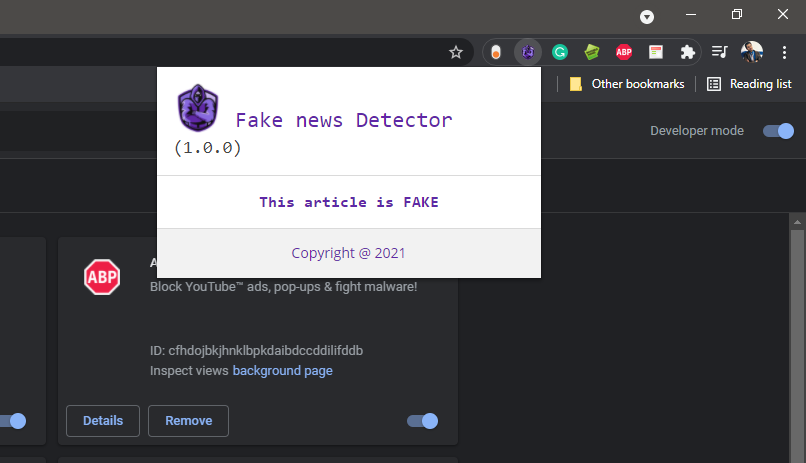 ABP
Other bookmarks
Reading list
Developer mode
Fake news Detector
(1.0.0)
This article is FAKE
Copyright @ 2021
ABP
A
Block YouTube™ ads, pop-ups & fight malware!
ID: cfhdojbkjhnklbpkdaibdccddilifddb
Inspect views background page
Details
Remove